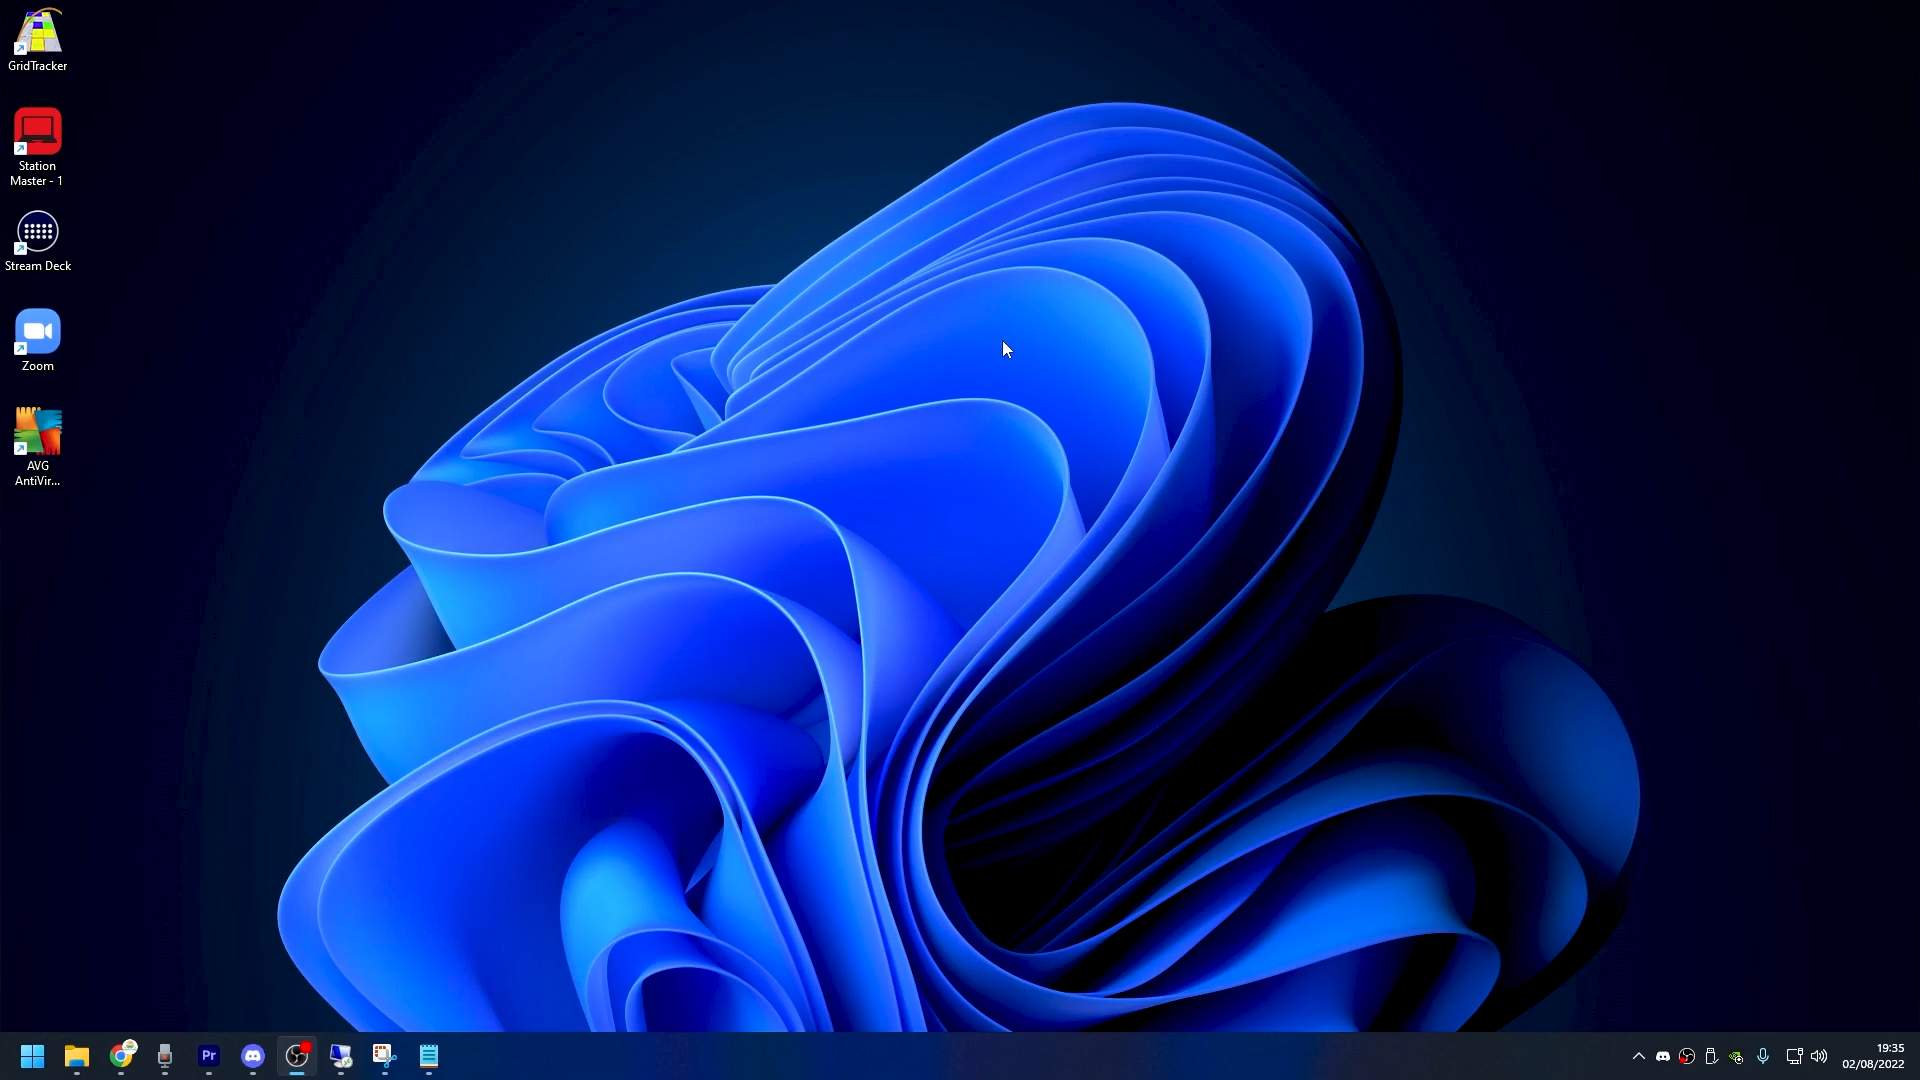 GridTracker
Station
Master - 1
Stream Deck
Zoom
AVG
AntiVir...
Pr
19:35
02/08/2022